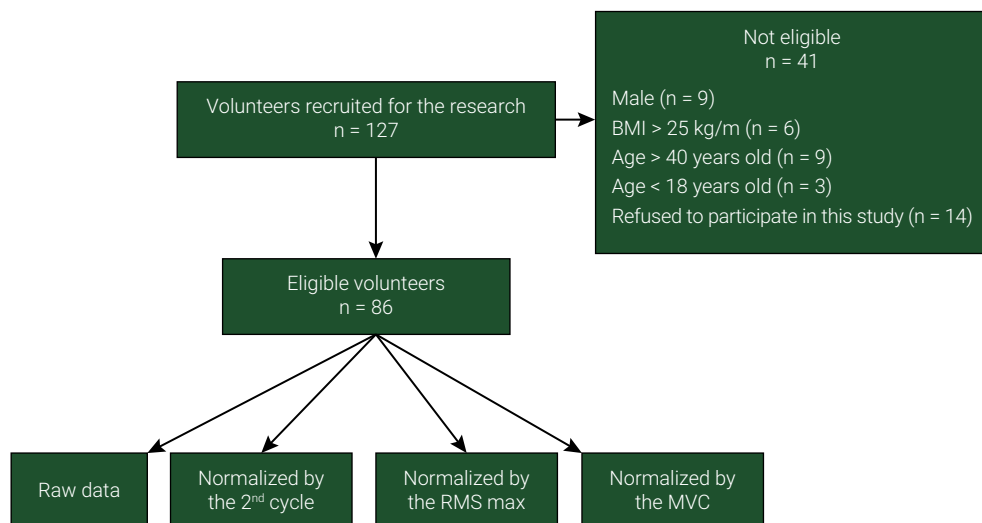 Not eligible
n = 41
Male (n = 9)
BMI > 25 kg/m (n = 6)
Age > 40 years old (n = 9)
Age < 18 years old (n = 3)
Refused to participate in this study (n = 14)
Volunteers recruited for the research
n = 127
Eligible volunteers
n = 86
Raw data
Normalized by
the 2nd cycle
Normalized by
the RMS max
Normalized by
the MVC